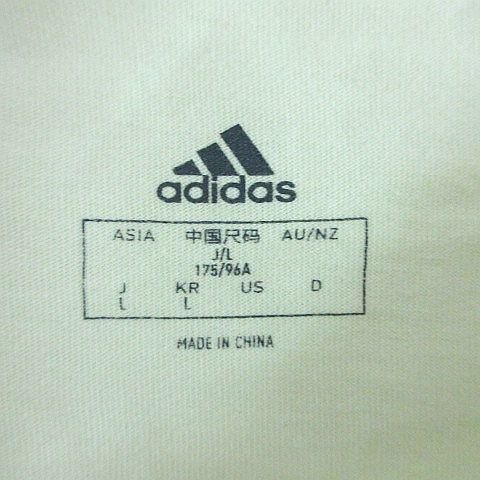 adidas
ASIA 中国尺码 AU/NZ
J/L
175/96A
J KR US D
L L
MADE IN CHINA